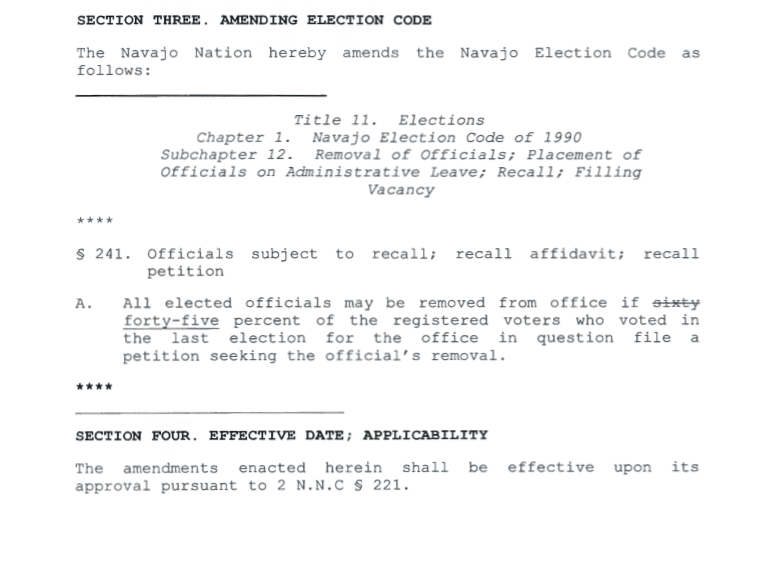 SECTION THREE. AMENDING ELECTION CODE
The Navajo Nation hereby amends the Navajo Election Code as
follows:
Title 11. Elections
Chapter 1. Navajo Election Code of 1990
Subchapter 12. Removal of Officials; Placement of
Officials on Administrative Leave; Recall; Filling
Vacancy
****
§ 241. Officials subject to recall; recall affidavit; recall
petition
A. All elected officials may be removed from office if sixty
forty-five percent of the registered voters who voted in
the last election for the office in question file a
petition seeking the official's removal.
****
SECTION FOUR. EFFECTIVE DATE; APPLICABILITY
The amendments enacted herein shall be effective upon its
approval pursuant to 2 N.N.C § 221.